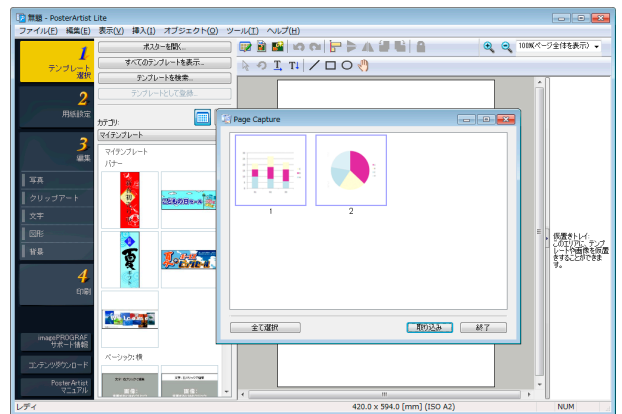 無題 - PosterArtist Lite
ファイル(F) 編集(E) 表示(V) 挿入(I) オブジェクト(O) ツール(T) ヘルプ(H)
1
テンプレート
選択
2
用紙設定
3
編集
写真
クリップアート
文字
図形
背景
4
印刷
imagePROGRAF
サポート情報
コンテンツダウンロード
PosterArtist
マニュアル
ポスターを開く...
すべてのテンプレートを表示...
テンプレートを検索...
テンプレートとして登録...
カテゴリ:
マイテンプレート
マイテンプレート
バナー
夏
ベーシック:横
100%(ページ全体を表示)
Page Capture
1
2
全て選択
取り込み
終了
仮置きトレイ:
このエリアに、テンプ
レートや画像を仮置
きすることができま
す。
レディ
420.0 x 594.0 [mm] (ISO A2)
NUM